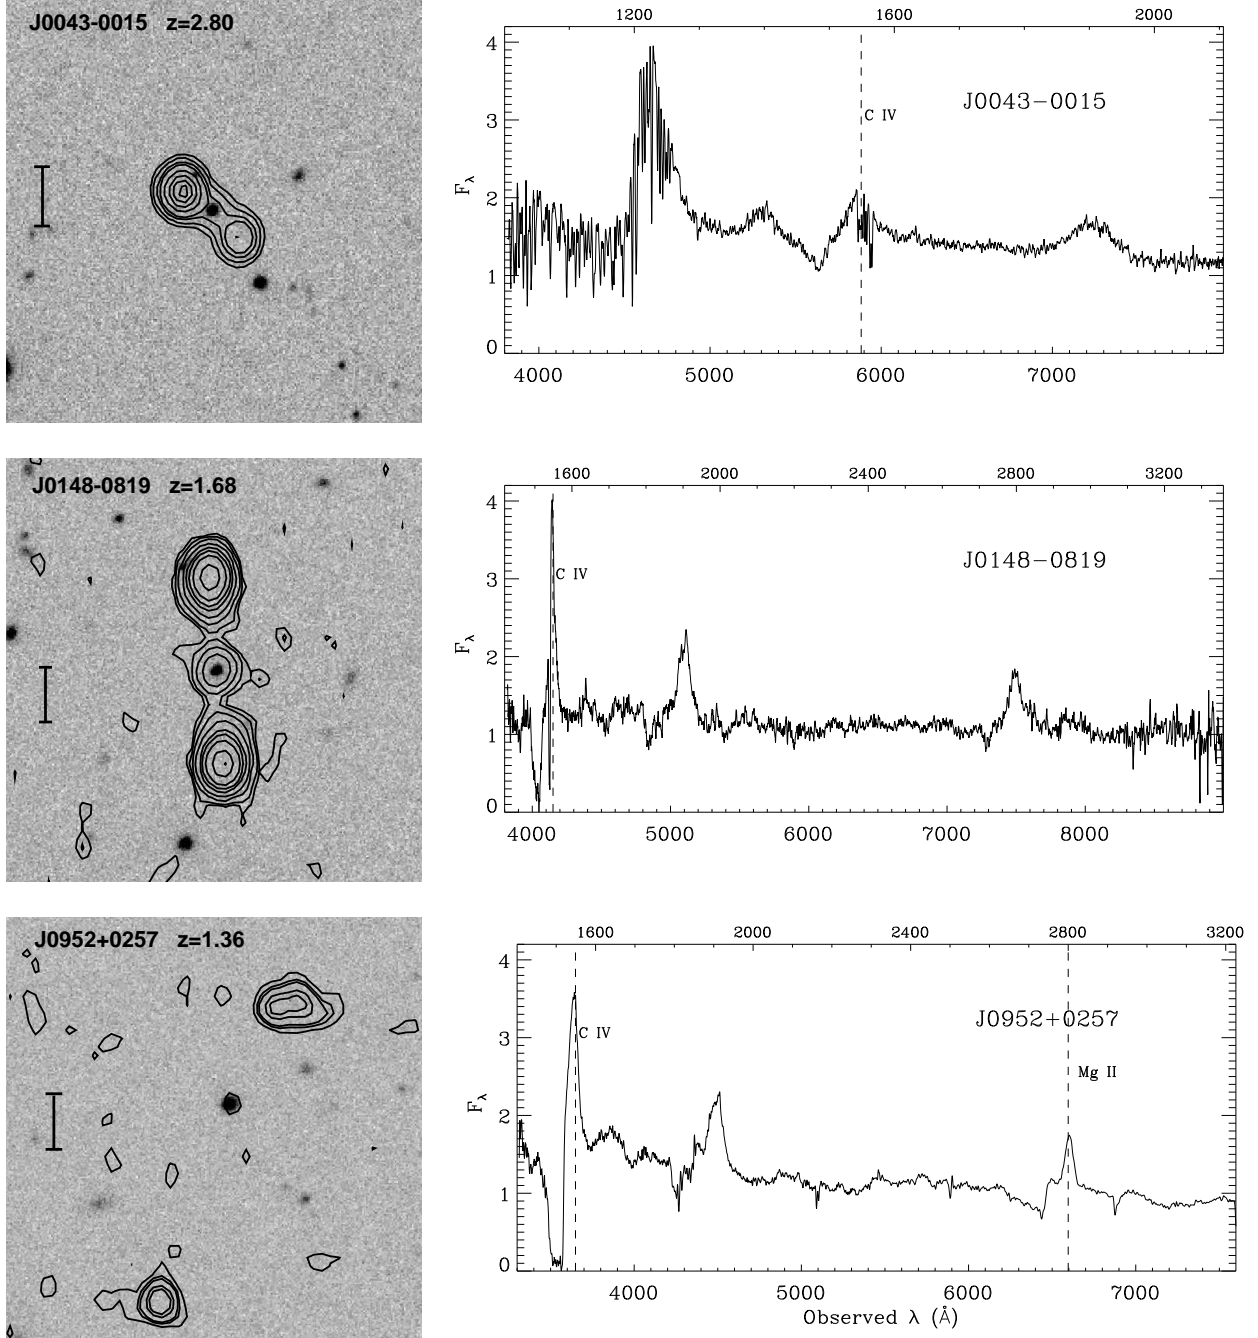 J0043-0015 z=2.80
1200 1600 2000
4
3
2
1
0
Fλ
C IV
J0043−0015
4000 5000 6000 7000
J0148-0819 z=1.68
1600 2000 2400 2800 3200
4
3
2
1
0
Fλ
C IV
J0148−0819
4000 5000 6000 7000 8000
J0952+0257 z=1.36
1600 2000 2400 2800 3200
4
3
2
1
0
Fλ
C IV
J0952+0257
Mg II
4000 5000 6000 7000
Observed λ (Å)